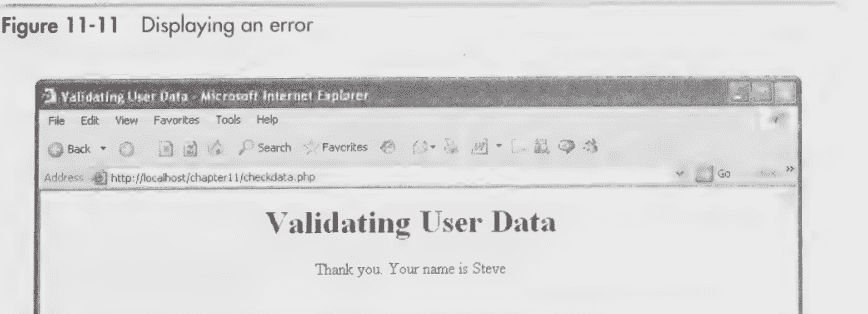 Figure 11-11 Displaying an error
Validating User Data - Microsoft Internet Explorer
File Edit View Favorites Tools Help
Back Search Favorites
Address http://localhost/chapter11/checkdata.php Go
Validating User Data
Thank you. Your name is Steve